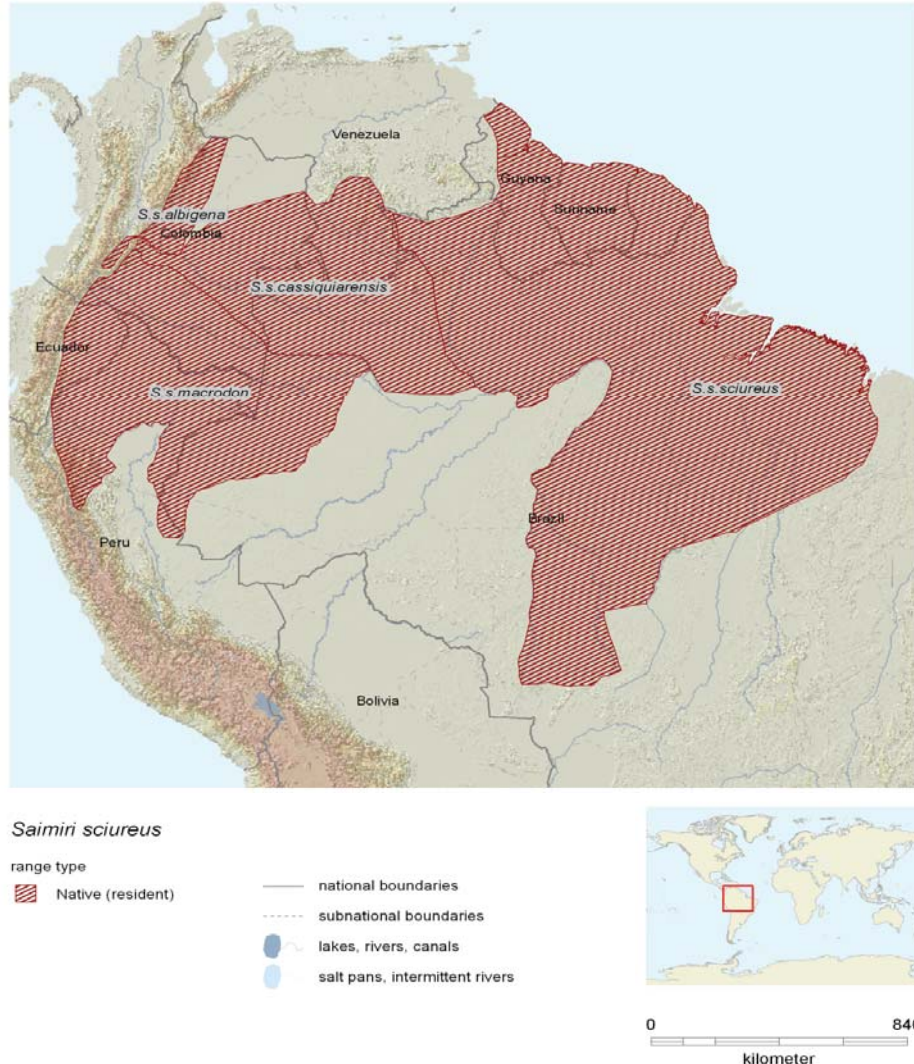 Venezuela
Guyana
Suriname
S.s.albigena
Colombia
S.s.cassiquiarensis
Ecuador
S.s.macrodon
S.s.sciureus
Brazil
Peru
Bolivia
Saimiri sciureus
range type
Native (resident)
national boundaries
subnational boundaries
lakes, rivers, canals
salt pans, intermittent rivers
0 840
kilometer